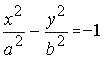 x²/a² − y²/b² = −1